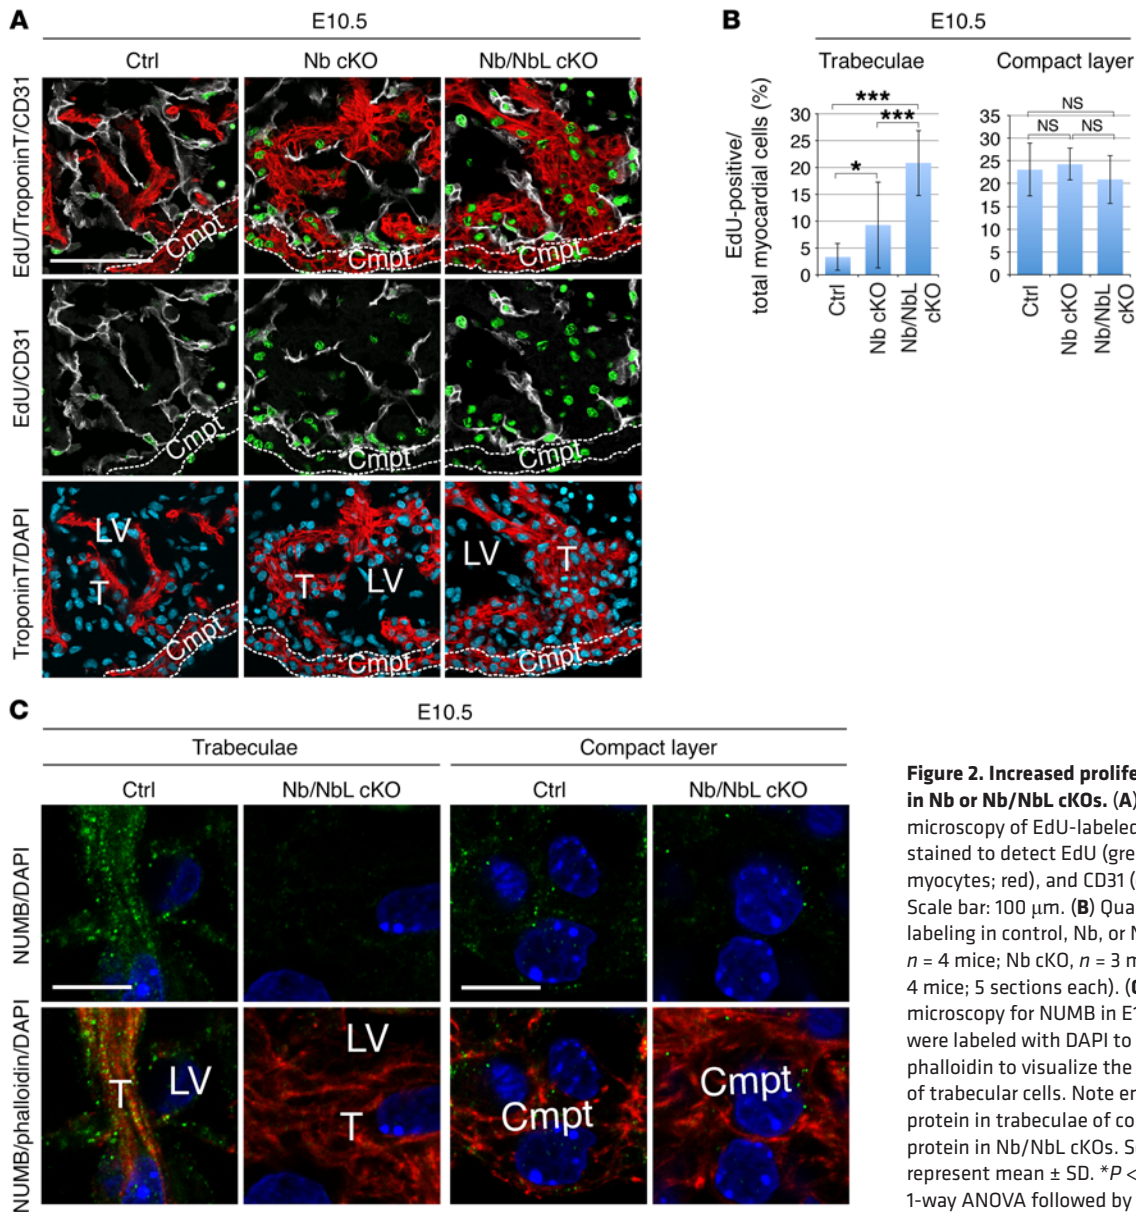 A
E10.5
Ctrl
Nb cKO
Nb/NbL cKO
EdU/TroponinT/CD31
Cmpt
Cmpt
Cmpt
EdU/CD31
Cmpt
Cmpt
Cmpt
TroponinT/DAPI
LV
T
Cmpt
T
LV
Cmpt
LV
T
Cmpt
B
E10.5
Trabeculae
Compact layer
EdU-positive/
total myocardial cells (%)
30
25
20
15
10
5
0
***
***
*
Ctrl
Nb cKO
Nb/NbL
cKO
35
30
25
20
15
10
5
0
NS
NS
NS
Ctrl
Nb cKO
Nb/NbL
cKO
C
E10.5
Trabeculae
Compact layer
Ctrl
Nb/NbL cKO
Ctrl
Nb/NbL cKO
NUMB/DAPI
NUMB/phalloidin/DAPI
T
LV
LV
T
Cmpt
Cmpt
Figure 2. Increased prolife
in Nb or Nb/NbL cKOs. (A)
microscopy of EdU-labeled
stained to detect EdU (gre
myocytes; red), and CD31 (
Scale bar: 100 μm. (B) Qua
labeling in control, Nb, or N
n = 4 mice; Nb cKO, n = 3 m
4 mice; 5 sections each). (C
microscopy for NUMB in E1
were labeled with DAPI to
phalloidin to visualize the
of trabecular cells. Note en
protein in trabeculae of co
protein in Nb/NbL cKOs. S
represent mean ± SD. *P <
1-way ANOVA followed by